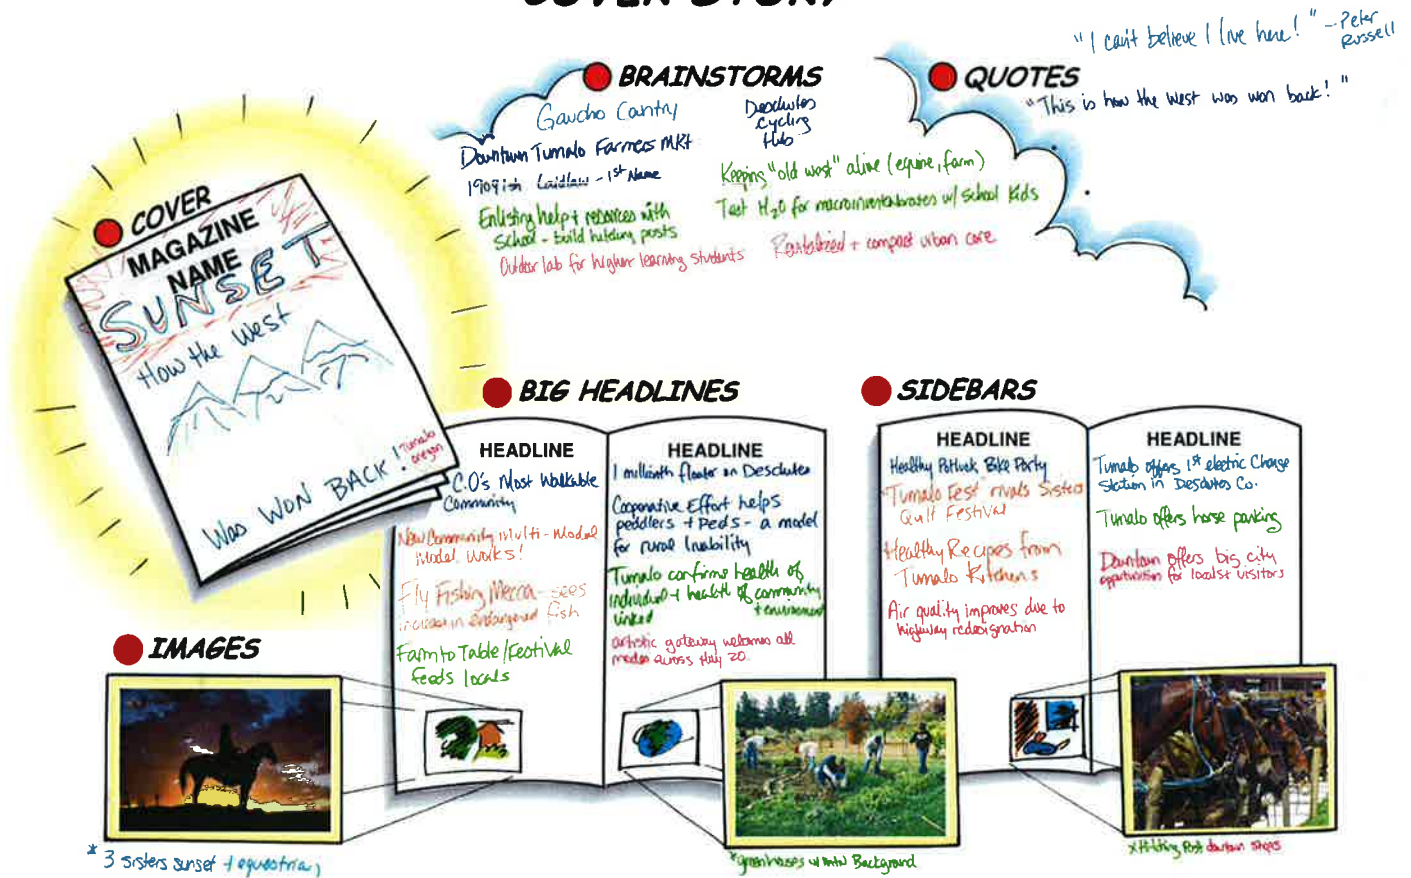 COVER STORY
"I can't believe I live here!" - Peter
Russell
"This is how the west was won back!"
BRAINSTORMS
Gaucho Country
Deschutes
Cycling
Hub
Downtown Tumalo Farmers MKt
1909ish Laidlaw - 1st Name
Keeping "old west" alive (equine, farm)
Enlisting help + resources with
School - build hitching posts
Test H2O for macroinvertebrates w/ School Kids
Outdoor lab for higher learning students
Revitalized + compact urban core
QUOTES
COVER
MAGAZINE
NAME
SUNSET
How the West
Was WON BACK!
Tumalo
oregon
BIG HEADLINES
HEADLINE
C.O's Most Walkable
Community
New Community Multi-Modal
Model Works!
Fly Fishing Mecca - sees
increase in endangered fish
Farm to Table/Festival
feeds locals
HEADLINE
1 millionth floater on Deschutes
Cooperative Effort helps
peddlers + Peds - a model
for rural livability
Tumalo confirms health of
individual + health of community
+ environment
linked
artistic gateway welcomes all
modes across Hwy 20.
SIDEBARS
HEADLINE
Healthy Potluck Bike Party
"Tumalo Fest" rivals Sisters
Quilt Festival
Healthy Recipes from
Tumalo Kitchens
Air quality improves due to
highway redesignation
HEADLINE
Tumalo offers 1st electric Charge
Station in Deschutes Co.
Tumalo offers horse parking
Downtown offers big city
opportunities for locals + visitors
IMAGES
* 3 sisters sunset + equestrian
*greenhouses w mtn Background
*Hitching Post downtown shops